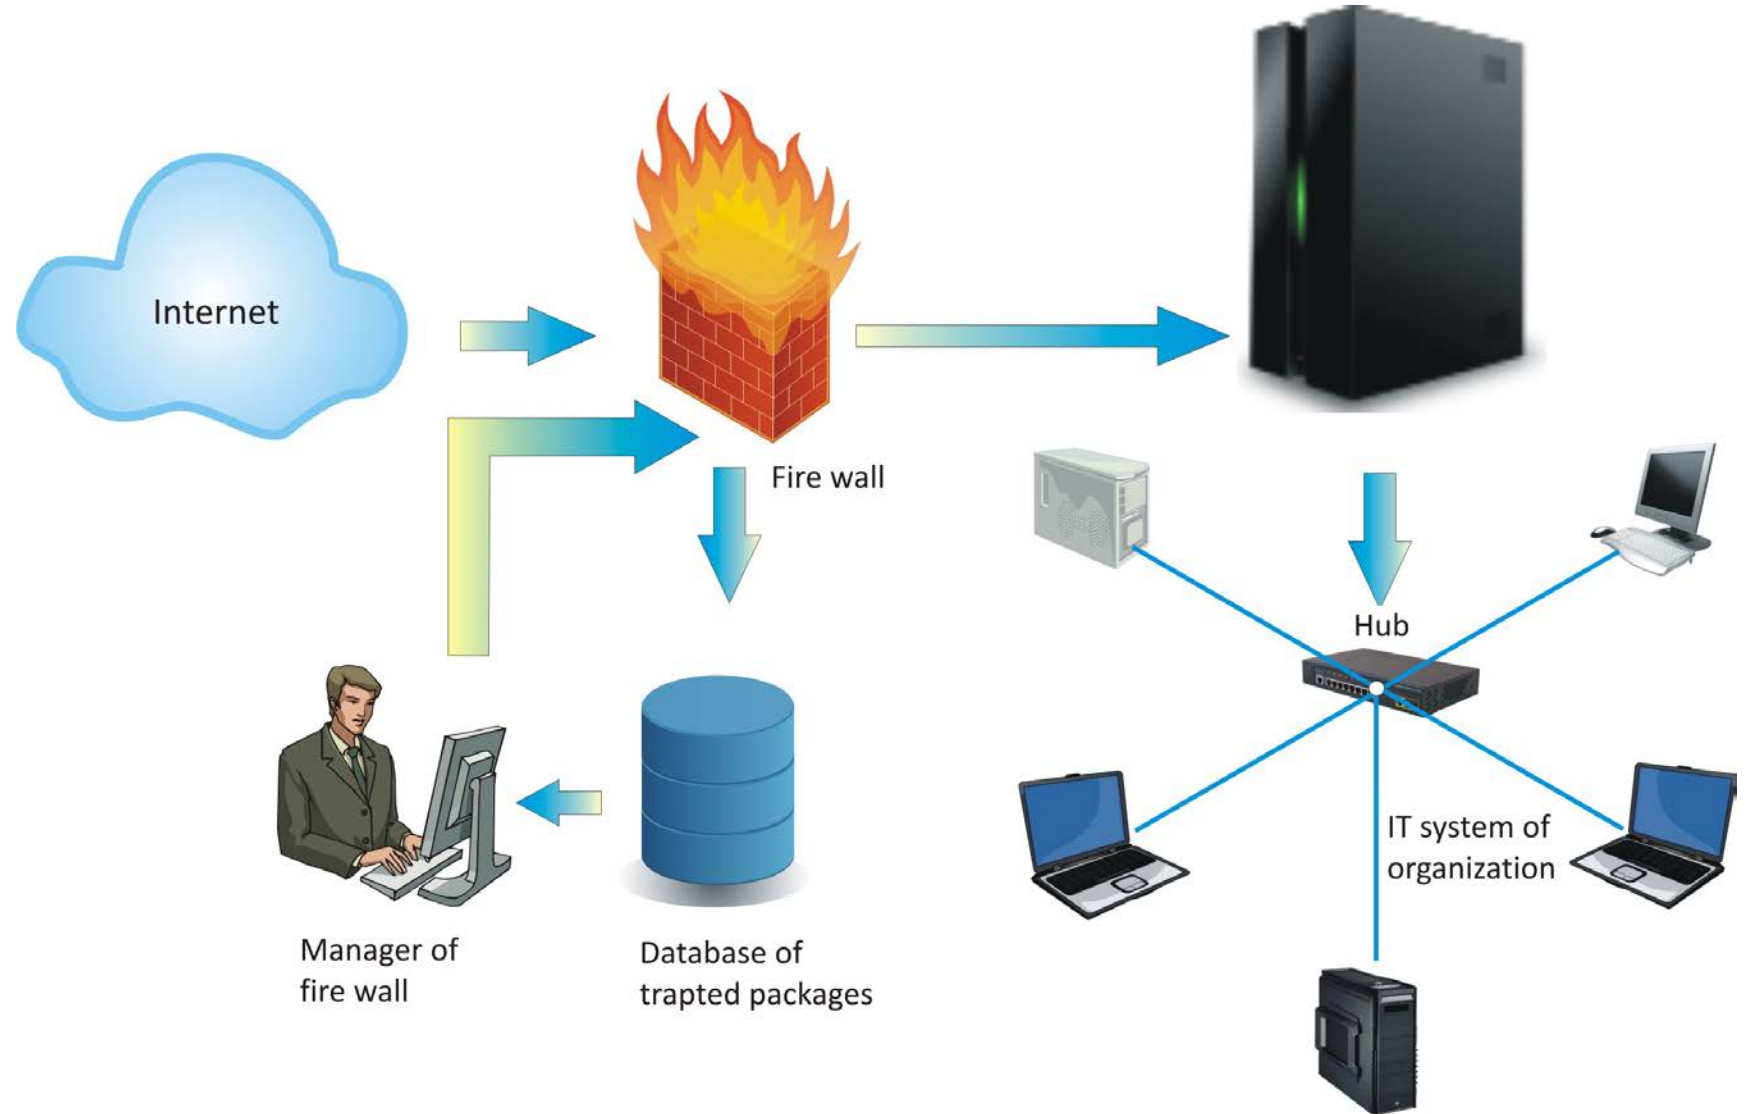 Internet
Fire wall
Hub
IT system of
organization
Manager of
fire wall
Database of
trapted packages